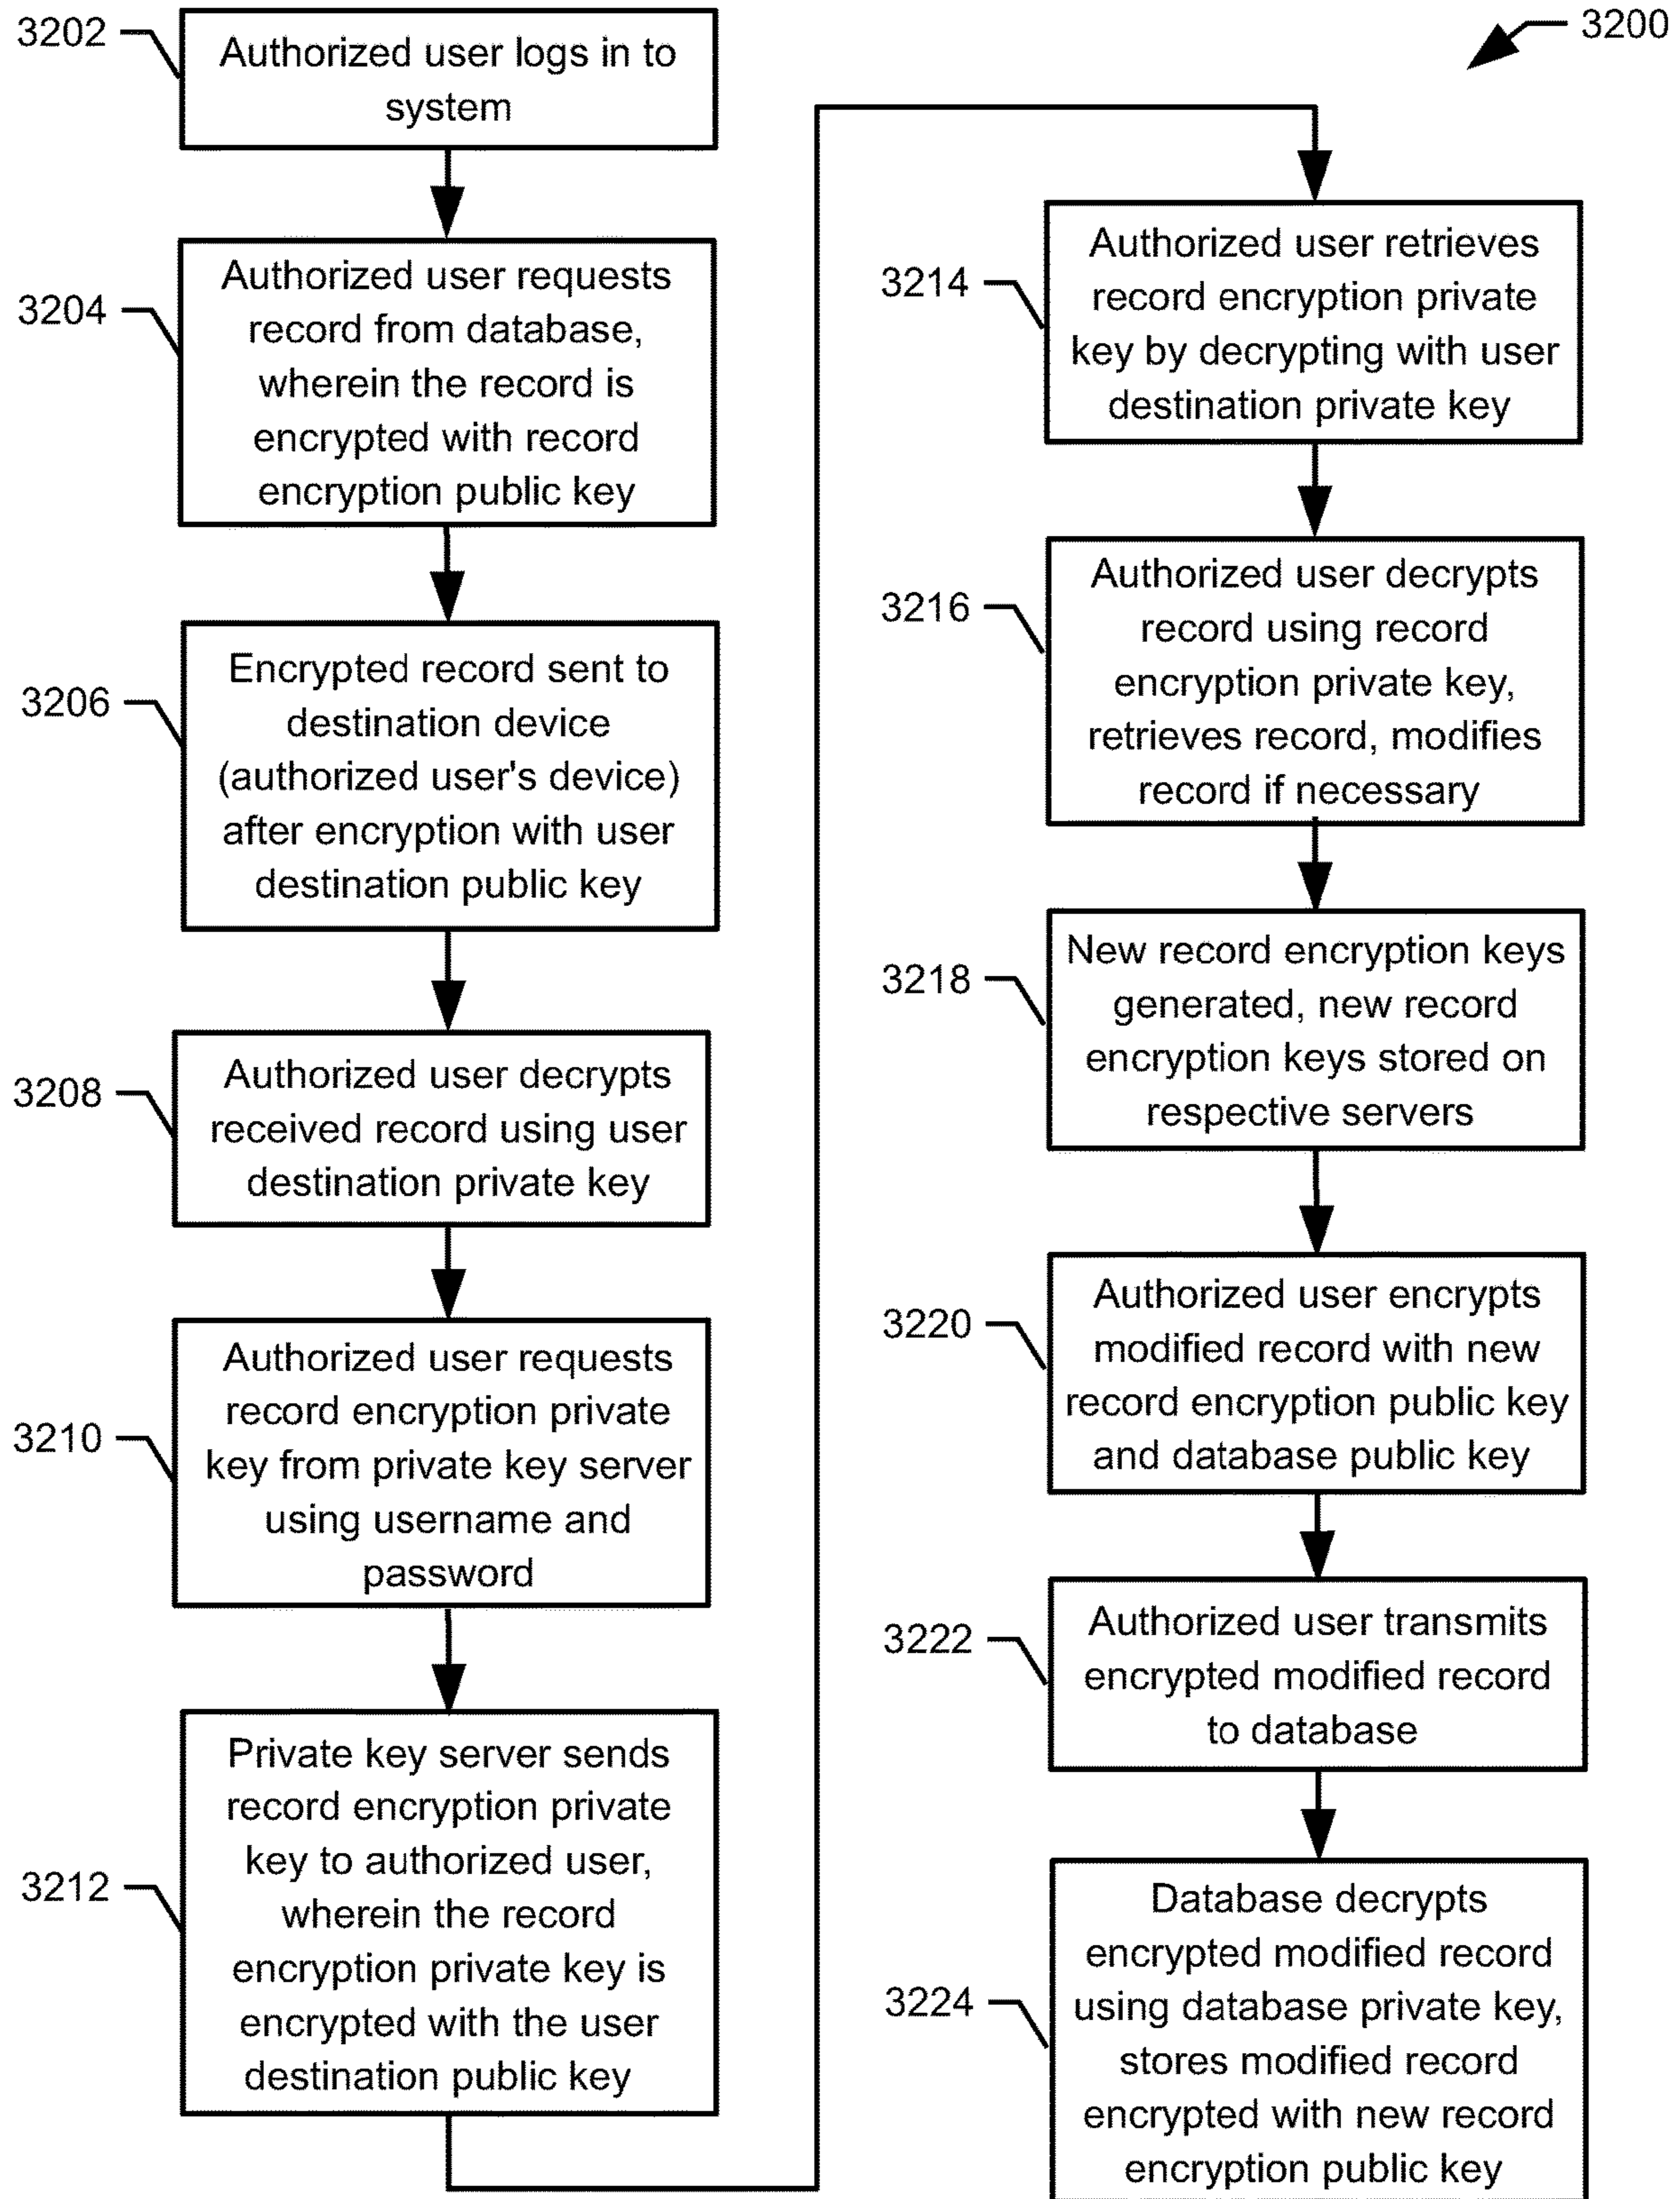 3200
3202
Authorized user logs in to
system
3204
Authorized user requests
record from database,
wherein the record is
encrypted with record
encryption public key
3206
Encrypted record sent to
destination device
(authorized user's device)
after encryption with user
destination public key
3208
Authorized user decrypts
received record using user
destination private key
3210
Authorized user requests
record encryption private
key from private key server
using username and
password
3212
Private key server sends
record encryption private
key to authorized user,
wherein the record
encryption private key is
encrypted with the user
destination public key
3214
Authorized user retrieves
record encryption private
key by decrypting with user
destination private key
3216
Authorized user decrypts
record using record
encryption private key,
retrieves record, modifies
record if necessary
3218
New record encryption keys
generated, new record
encryption keys stored on
respective servers
3220
Authorized user encrypts
modified record with new
record encryption public key
and database public key
3222
Authorized user transmits
encrypted modified record
to database
3224
Database decrypts
encrypted modified record
using database private key,
stores modified record
encrypted with new record
encryption public key